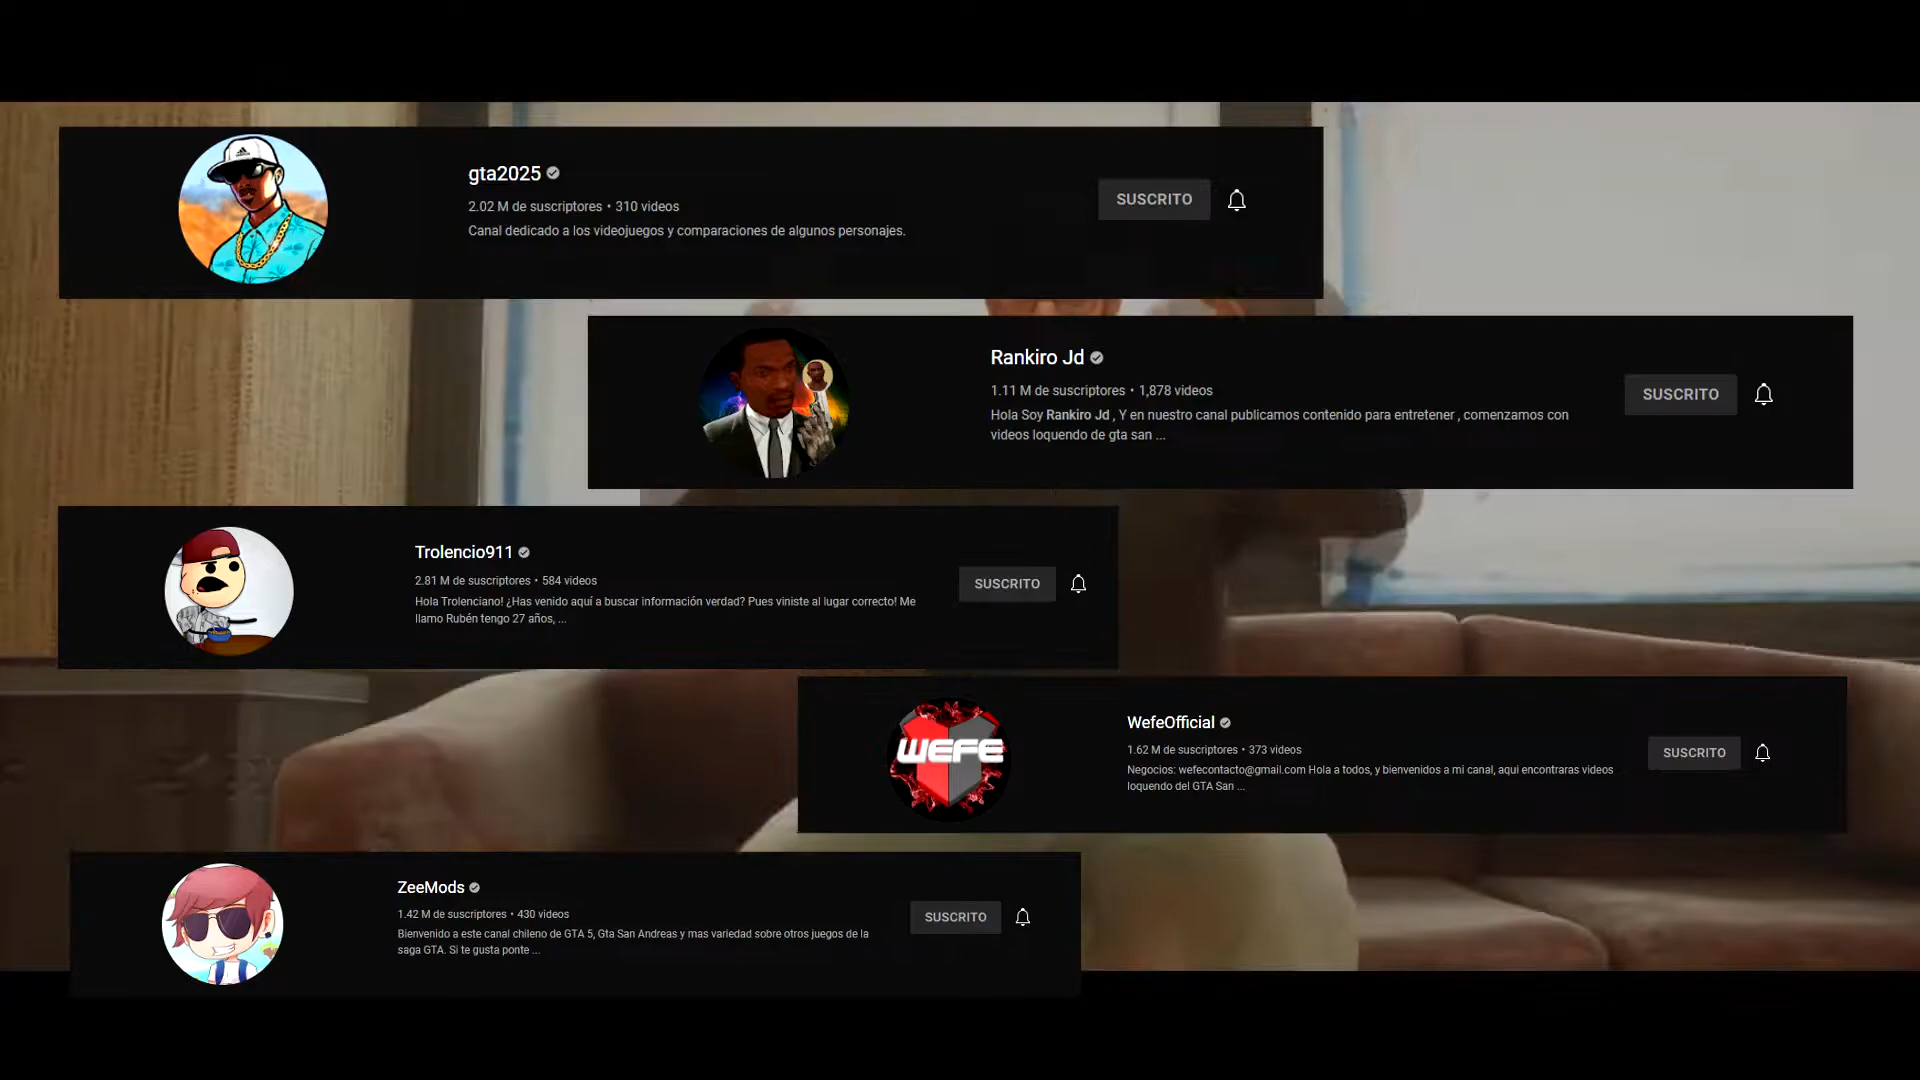 gta2025
2.02 M de suscriptores • 310 videos
Canal dedicado a los videojuegos y comparaciones de algunos personajes.
SUSCRITO
Rankiro Jd
1.11 M de suscriptores • 1,878 videos
Hola Soy Rankiro Jd , Y en nuestro canal publicamos contenido para entretener , comenzamos con
videos loquendo de gta san ...
SUSCRITO
Trolencio911
2.81 M de suscriptores • 584 videos
Hola Trolenciano! ¿Has venido aquí a buscar información verdad? Pues viniste al lugar correcto! Me
llamo Rubén tengo 27 años, ...
SUSCRITO
WEFE
WefeOfficial
1.62 M de suscriptores • 373 videos
Negocios: wefecontacto@gmail.com Hola a todos, y bienvenidos a mi canal, aqui encontraras videos
loquendo del GTA San ...
SUSCRITO
ZeeMods
1.42 M de suscriptores • 430 videos
Bienvenido a este canal chileno de GTA 5, Gta San Andreas y mas variedad sobre otros juegos de la
saga GTA. Si te gusta ponte ...
SUSCRITO